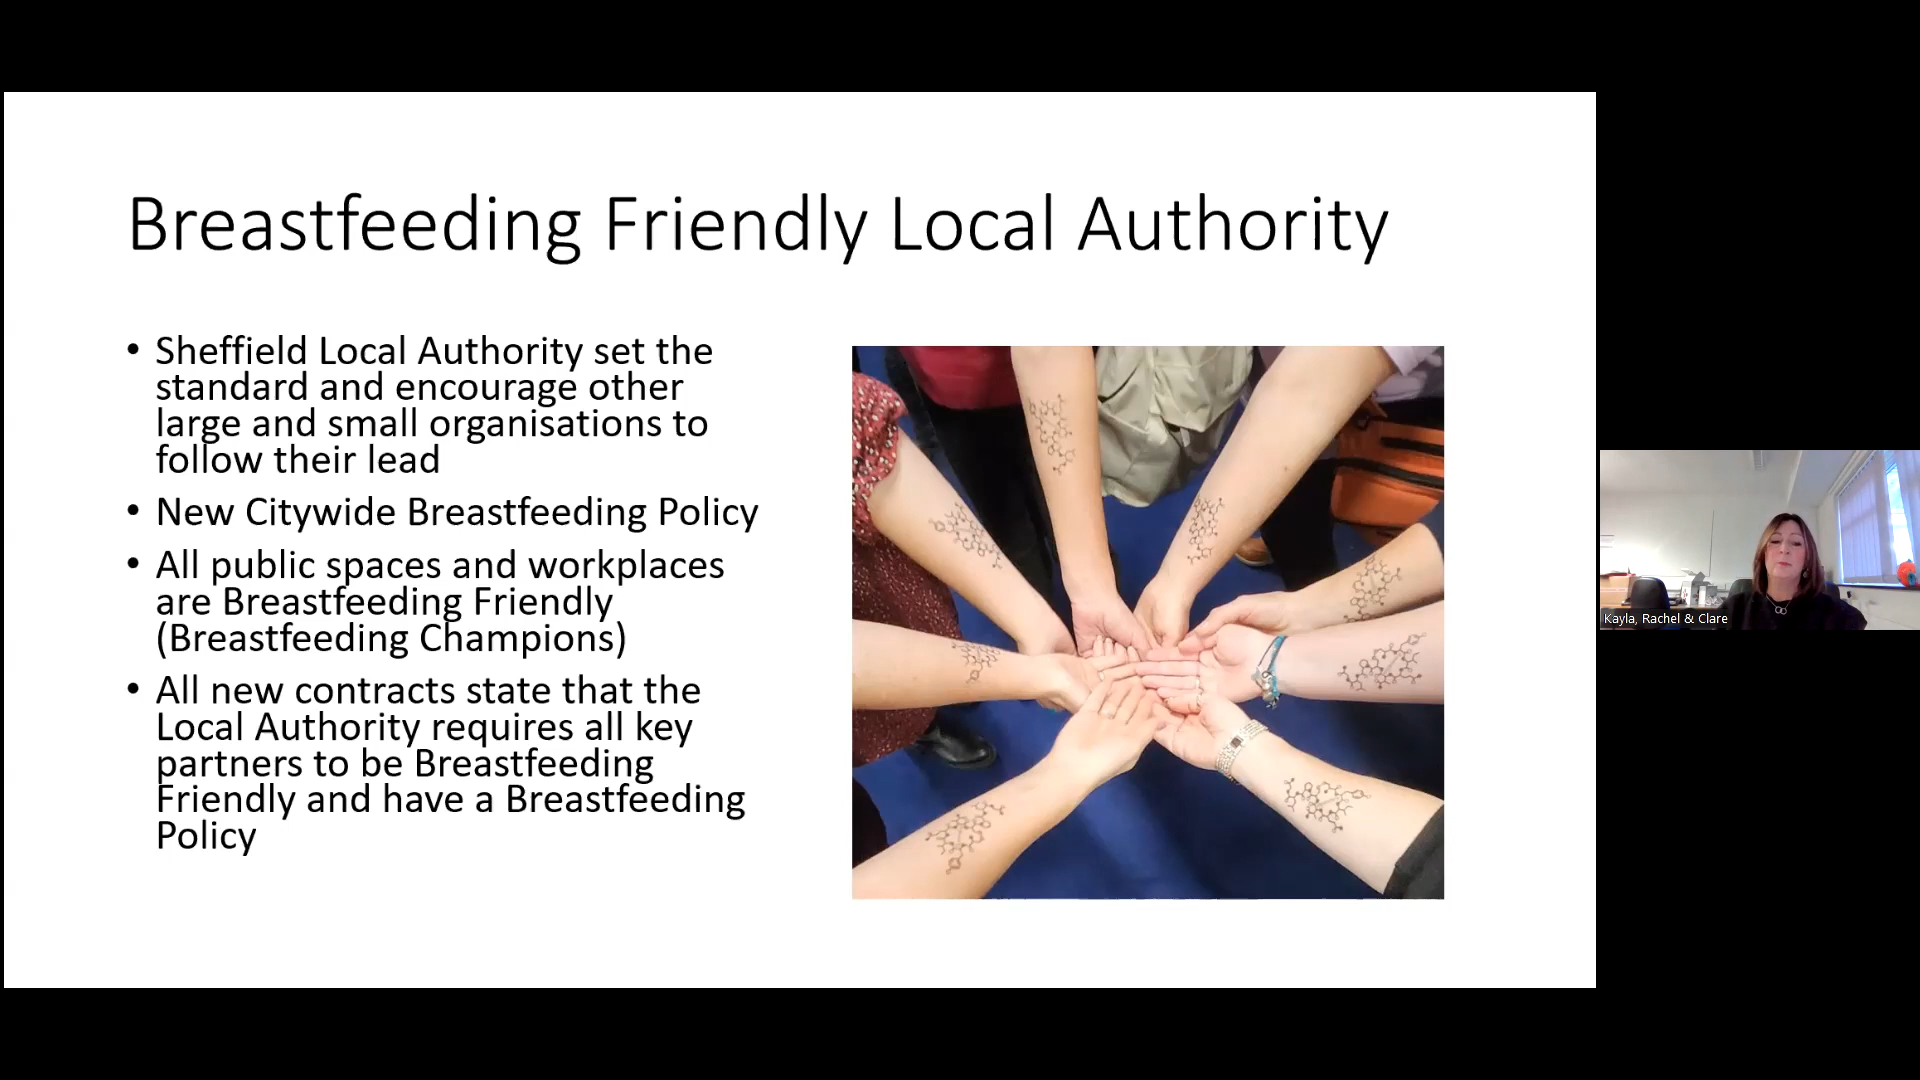 Breastfeeding Friendly Local Authority
• Sheffield Local Authority set the
standard and encourage other
large and small organisations to
follow their lead
• New Citywide Breastfeeding Policy
• All public spaces and workplaces
are Breastfeeding Friendly
(Breastfeeding Champions)
• All new contracts state that the
Local Authority requires all key
partners to be Breastfeeding
Friendly and have a Breastfeeding
Policy
Kayla, Rachel & Clare